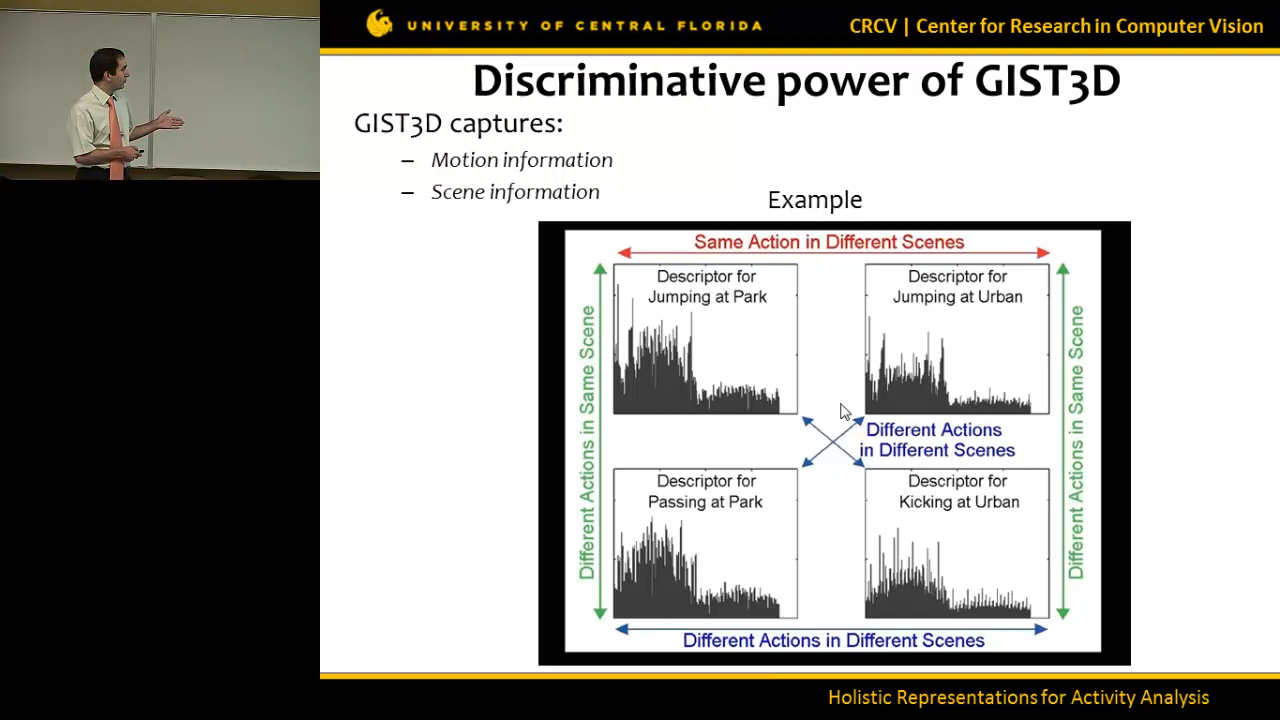 UNIVERSITY OF CENTRAL FLORIDA
CRCV | Center for Research in Computer Vision
Discriminative power of GIST3D
GIST3D captures:
– Motion information
– Scene information
Example
Same Action in Different Scenes
Different Actions in Same Scene
Descriptor for
Jumping at Park
Descriptor for
Jumping at Urban
Different Actions in Same Scene
Different Actions
in Different Scenes
Descriptor for
Passing at Park
Descriptor for
Kicking at Urban
Different Actions in Different Scenes
Holistic Representations for Activity Analysis